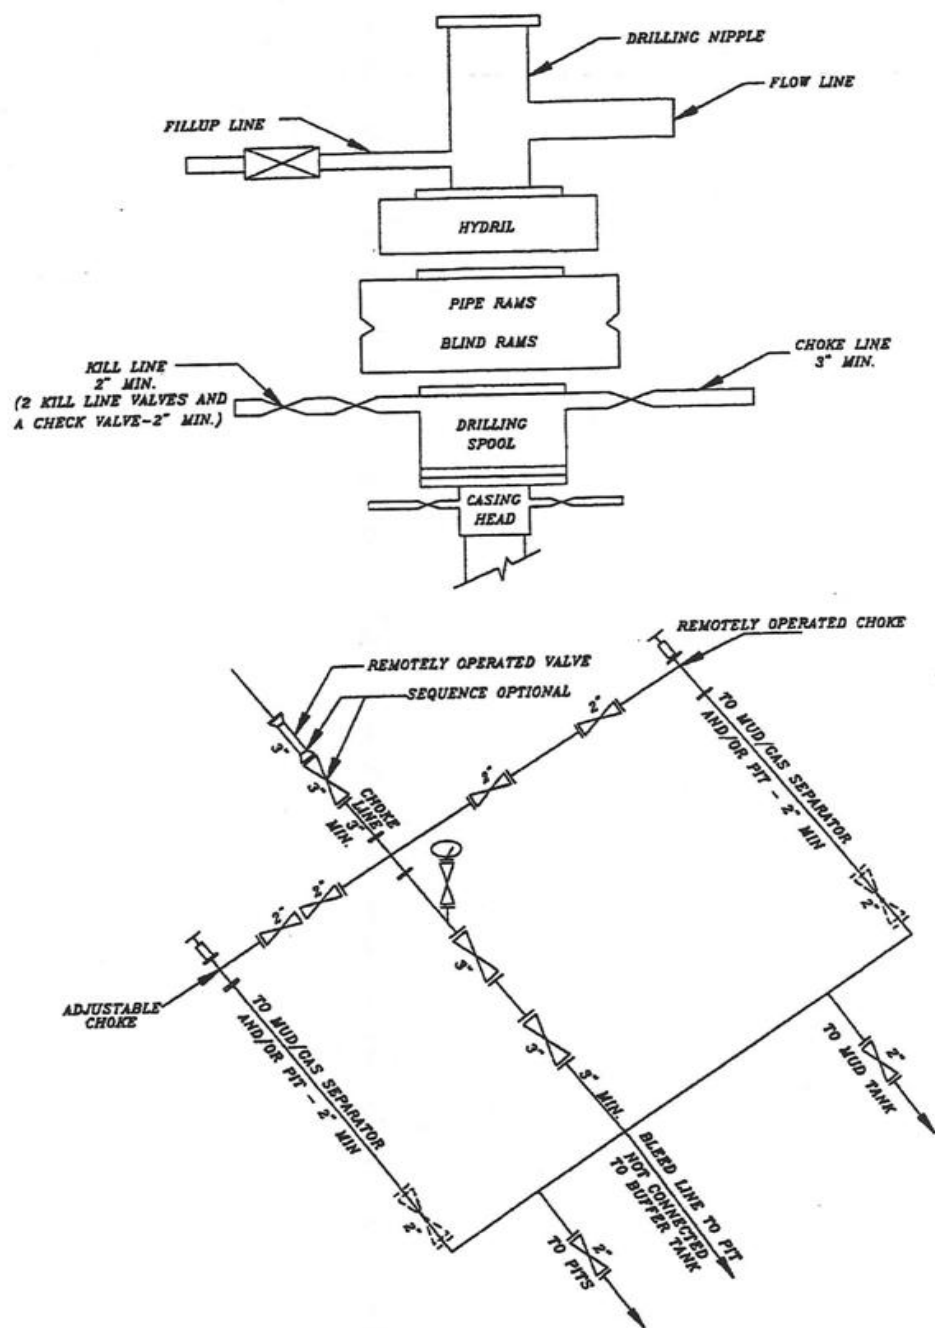 DRILLING NIPPLE
FLOW LINE
FILLUP LINE
HYDRIL
PIPE RAMS
BLIND RAMS
KILL LINE
2" MIN.
(2 KILL LINE VALVES AND
A CHECK VALVE-2" MIN.)
CHOKE LINE
3" MIN.
DRILLING
SPOOL
CASING
HEAD
REMOTELY OPERATED CHOKE
REMOTELY OPERATED VALVE
SEQUENCE OPTIONAL
3"
3"
CHOKE
LINE
3"
MIN.
2"
2"
2"
2"
TO MUD/GAS SEPARATOR
AND/OR PIT - 2" MIN
2"
3"
3"
3" MIN.
ADJUSTABLE
CHOKE
TO MUD/GAS SEPARATOR
AND/OR PIT - 2" MIN
2"
2"
TO MUD TANK
BLEED LINE TO PIT
NOT CONNECTED
TO BUFFER TANK
2"
TO PITS